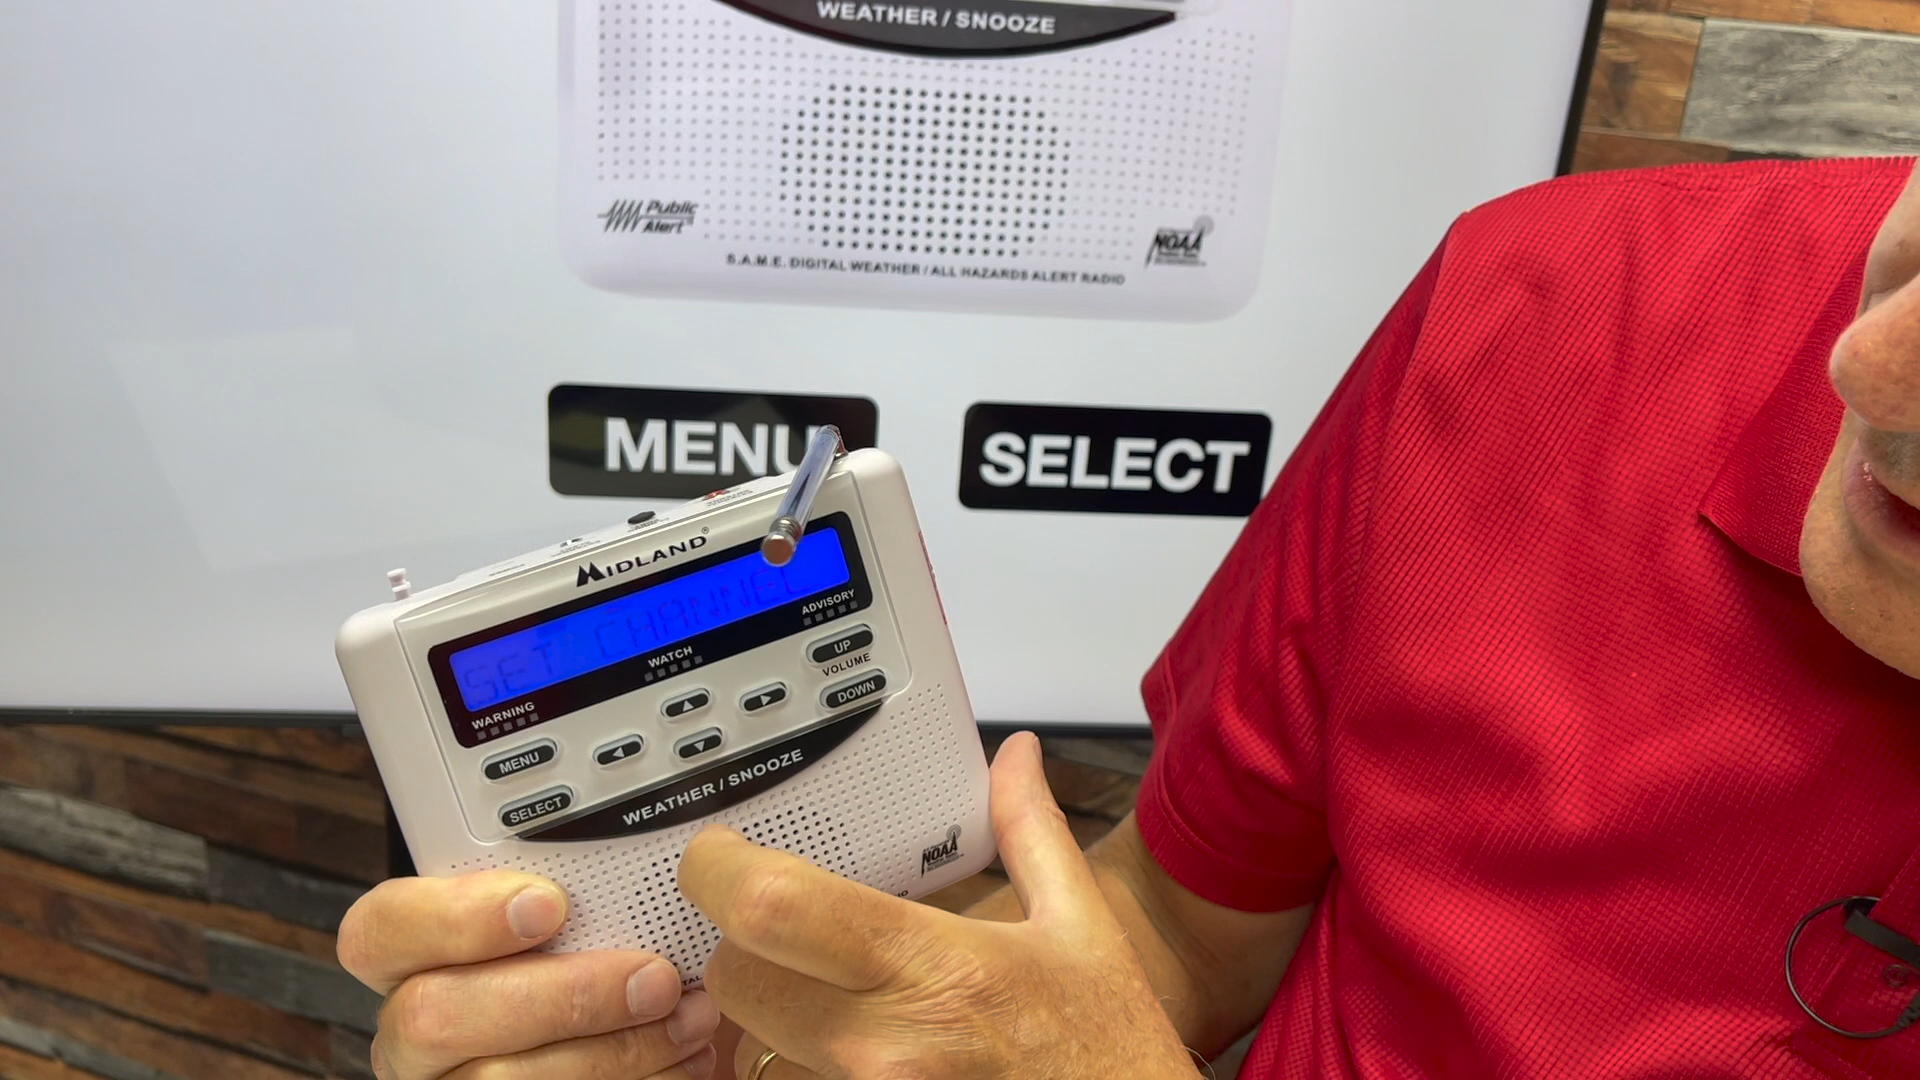 WEATHER / SNOOZE
Public
Alert
NOAA
S.A.M.E. DIGITAL WEATHER / ALL HAZARDS ALERT RADIO
MENU
SELECT
MIDLAND
SET CHANNEL
WARNING
WATCH
ADVISORY
UP
VOLUME
DOWN
MENU
SELECT
WEATHER / SNOOZE
NOAA